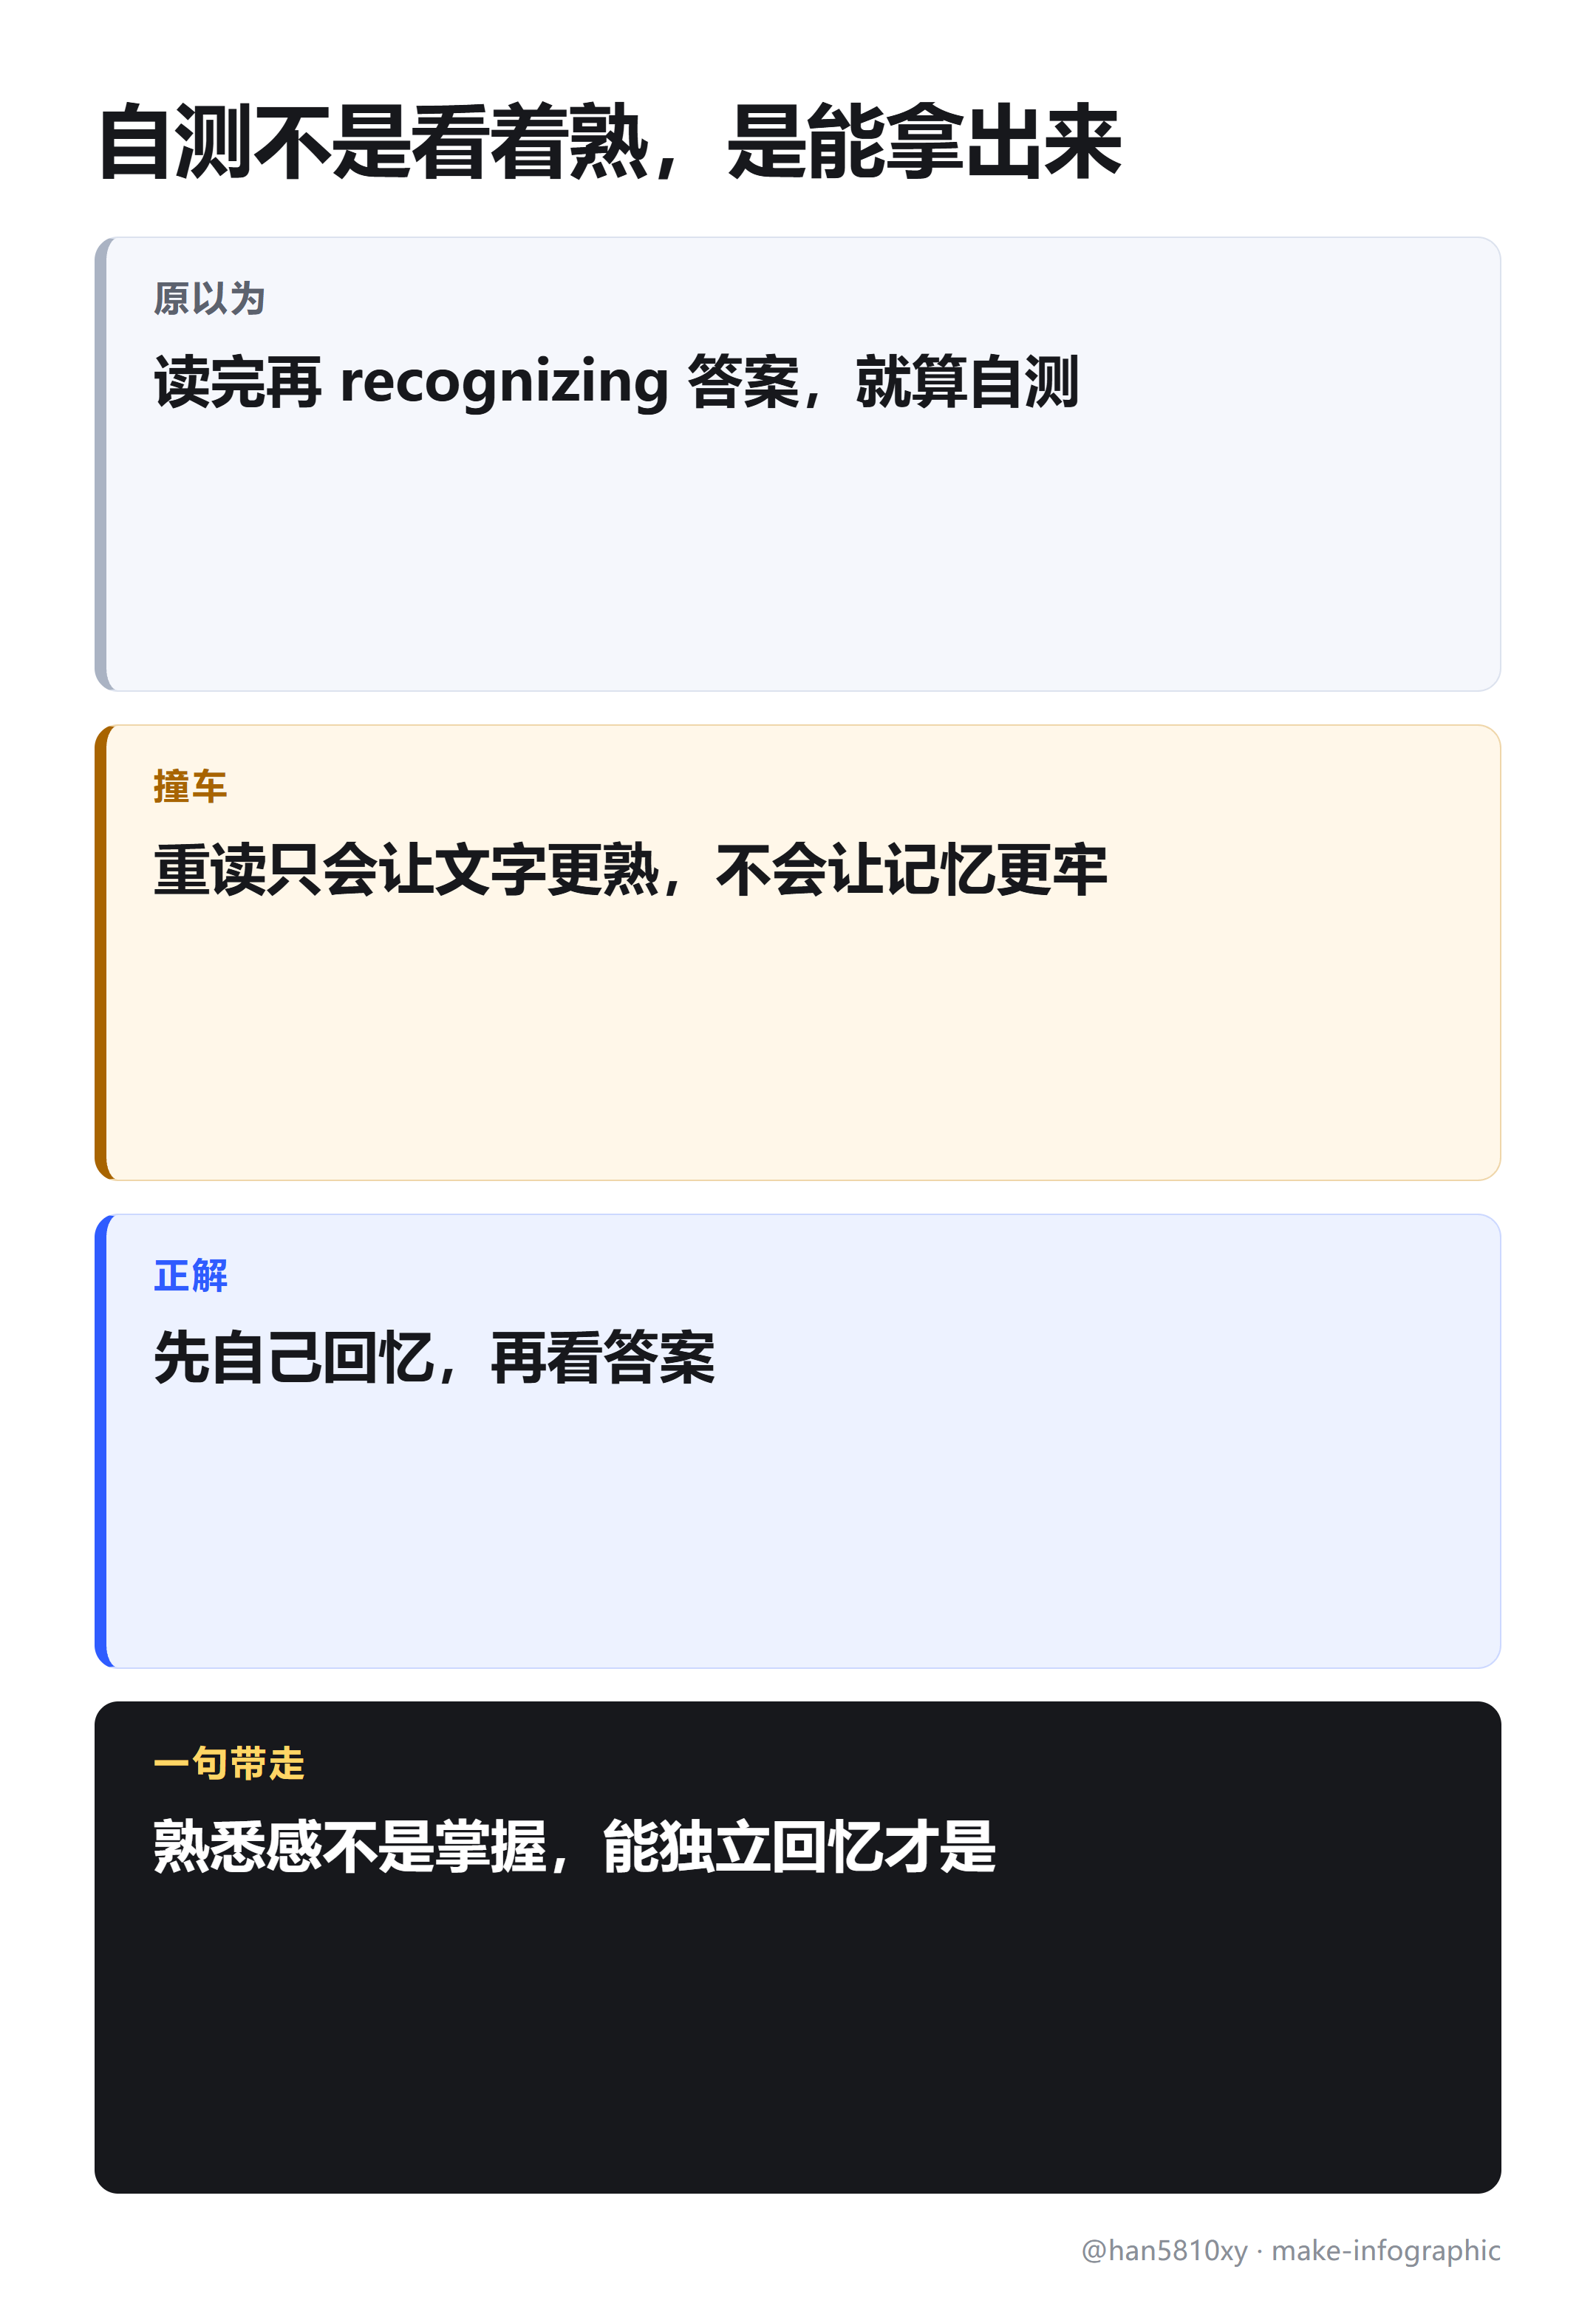 自测不是看着熟，是能拿出来
原以为
读完再 recognizing 答案，就算自测
撞车
重读只会让文字更熟，不会让记忆更牢
正解
先自己回忆，再看答案
一句带走
熟悉感不是掌握，能独立回忆才是
@han5810xy · make-infographic